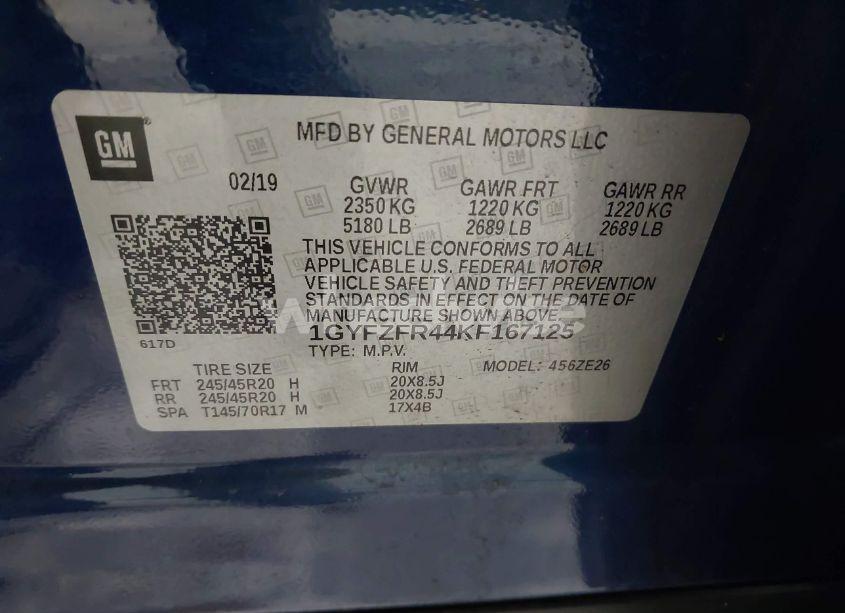 GM
MFD BY GENERAL MOTORS LLC
02/19
GVWR GAWR FRT GAWR RR
2350 KG 1220 KG 1220 KG
5180 LB 2689 LB 2689 LB
THIS VEHICLE CONFORMS TO ALL
APPLICABLE U.S. FEDERAL MOTOR
VEHICLE SAFETY AND THEFT PREVENTION
STANDARDS IN EFFECT ON THE DATE OF
MANUFACTURE SHOWN ABOVE.
1GYFZFR44KF167125
617D
TYPE: M.P.V. MODEL: 456ZE26
TIRE SIZE RIM
FRT 245/45R20 H 20X8.5J
RR 245/45R20 H 20X8.5J
SPA T145/70R17 M 17X4B